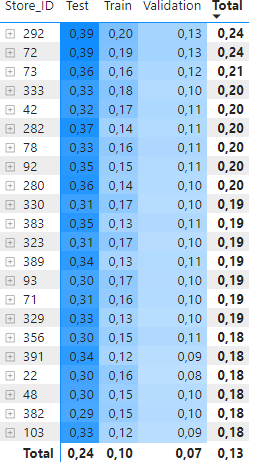 Store_ID Test Train Validation Total
292 0,39 0,20 0,13 0,24
72 0,39 0,19 0,13 0,24
73 0,36 0,16 0,12 0,21
333 0,33 0,18 0,10 0,20
42 0,32 0,17 0,11 0,20
282 0,37 0,14 0,11 0,20
78 0,33 0,16 0,11 0,20
92 0,35 0,15 0,11 0,20
280 0,36 0,14 0,10 0,20
330 0,31 0,17 0,10 0,19
383 0,35 0,13 0,11 0,19
323 0,31 0,17 0,10 0,19
389 0,34 0,13 0,11 0,19
93 0,30 0,17 0,10 0,19
71 0,31 0,16 0,10 0,19
329 0,33 0,13 0,10 0,19
356 0,30 0,15 0,11 0,18
391 0,34 0,12 0,09 0,18
22 0,30 0,16 0,08 0,18
48 0,30 0,15 0,10 0,18
382 0,29 0,15 0,10 0,18
103 0,33 0,12 0,09 0,18
Total 0,24 0,10 0,07 0,13